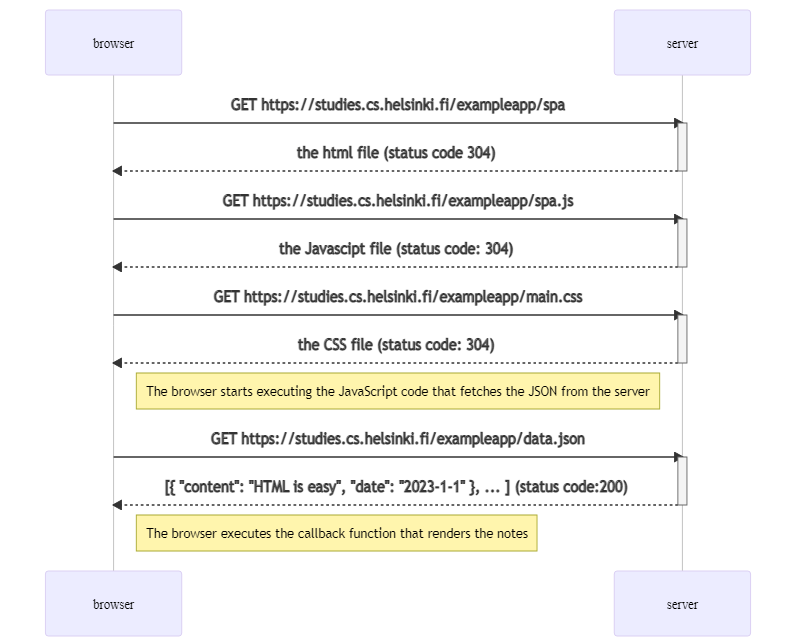 browser server
GET https://studies.cs.helsinki.fi/exampleapp/spa
the html file (status code 304)
GET https://studies.cs.helsinki.fi/exampleapp/spa.js
the Javascipt file (status code: 304)
GET https://studies.cs.helsinki.fi/exampleapp/main.css
the CSS file (status code: 304)
The browser starts executing the JavaScript code that fetches the JSON from the server
GET https://studies.cs.helsinki.fi/exampleapp/data.json
[{ "content": "HTML is easy", "date": "2023-1-1" }, ... ] (status code:200)
The browser executes the callback function that renders the notes
browser server